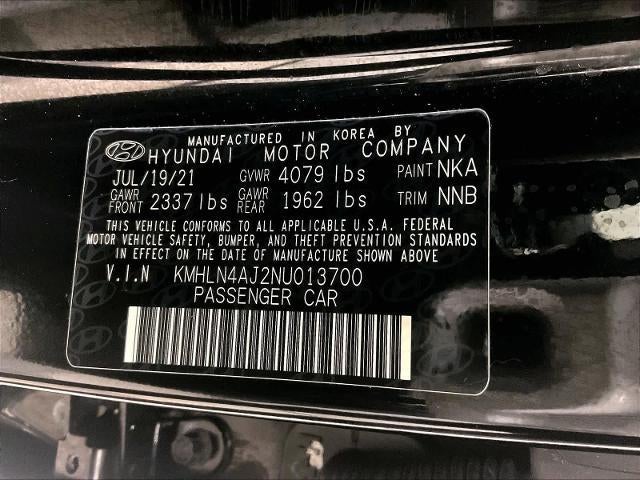 MANUFACTURED IN KOREA BY
HYUNDAI MOTOR COMPANY
JUL/19/21 GVWR 4079 lbs PAINT NKA
GAWR FRONT 2337 lbs GAWR REAR 1962 lbs TRIM NNB
THIS VEHICLE CONFORMS TO ALL APPLICABLE U.S.A. FEDERAL
MOTOR VEHICLE SAFETY, BUMPER, AND THEFT PREVENTION STANDARDS
IN EFFECT ON THE DATE OF MANUFACTURE SHOWN ABOVE
V.I.N KMHLN4AJ2NU013700
PASSENGER CAR